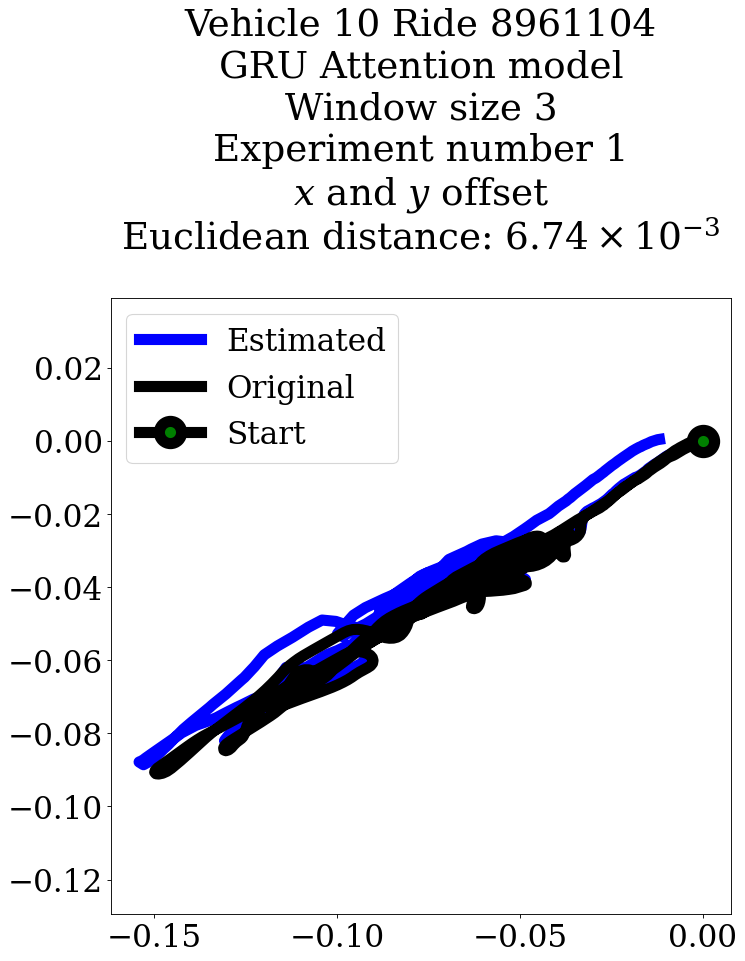 Vehicle 10 Ride 8961104
GRU Attention model
Window size 3
Experiment number 1
x and y offset
Euclidean distance: 6.74 × 10⁻³
Estimated
Original
Start
0.02
0.00
−0.02
−0.04
−0.06
−0.08
−0.10
−0.12
−0.15
−0.10
−0.05
0.00